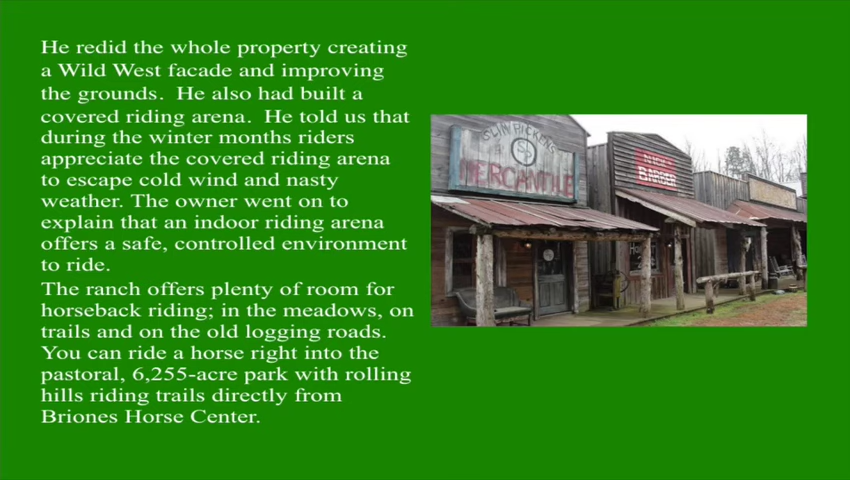 He redid the whole property creating
a Wild West facade and improving
the grounds.  He also had built a
covered riding arena.  He told us that
during the winter months riders
appreciate the covered riding arena
to escape cold wind and nasty
weather. The owner went on to
explain that an indoor riding arena
offers a safe, controlled environment
to ride.
The ranch offers plenty of room for
horseback riding; in the meadows, on
trails and on the old logging roads.
You can ride a horse right into the
pastoral, 6,255-acre park with rolling
hills riding trails directly from
Briones Horse Center.
SLIM PICKENS
SP
MERCANTILE
BARBER